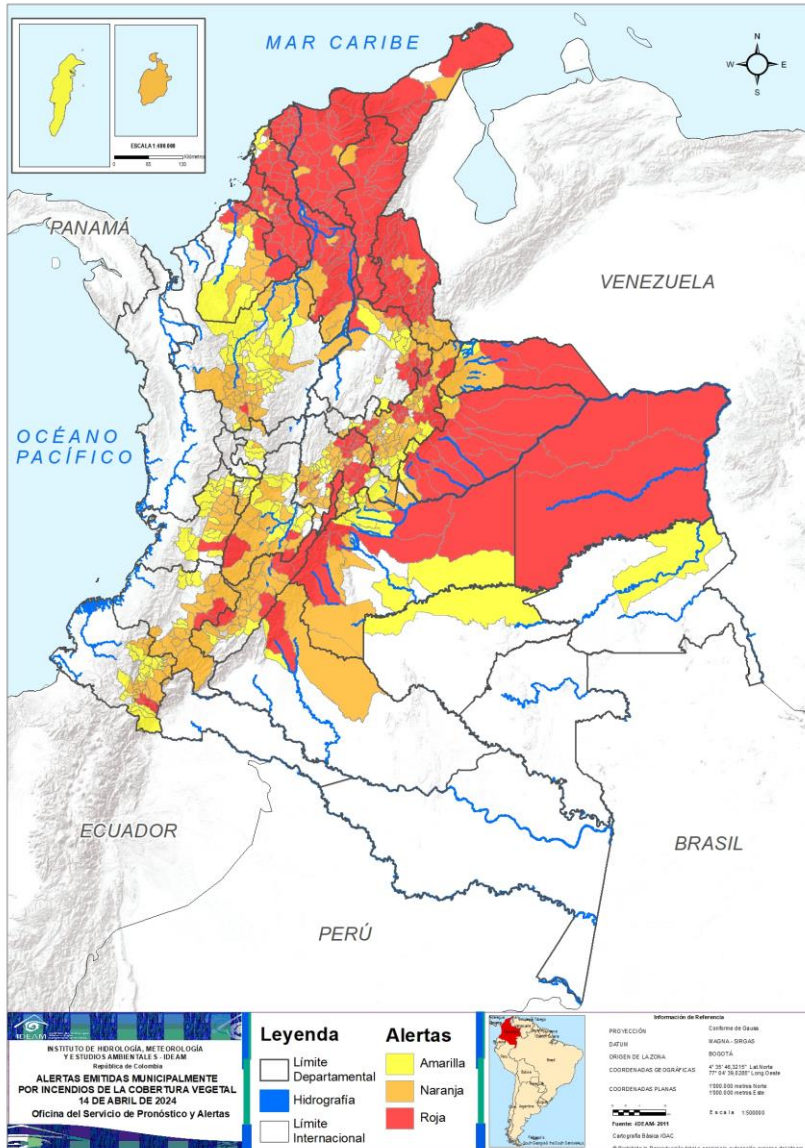 MAR CARIBE
N
W E
S
ESCALA 1:400.000
PANAMÁ
VENEZUELA
OCÉANO
PACÍFICO
ECUADOR
BRASIL
PERÚ
IDEAM
INSTITUTO DE HIDROLOGÍA, METEOROLOGÍA
Y ESTUDIOS AMBIENTALES - IDEAM
República de Colombia
ALERTAS EMITIDAS MUNICIPALMENTE
POR INCENDIOS DE LA COBERTURA VEGETAL
14 DE ABRIL DE 2024
Oficina del Servicio de Pronóstico y Alertas
Leyenda
Límite
Departamental
Hidrografía
Límite
Internacional
Alertas
Amarilla
Naranja
Roja
Información de Referencia
PROYECCIÓN Conforme de Gauss
DATUM MAGNA - SIRGAS
ORIGEN DE LA ZONA BOGOTÁ
COORDENADAS GEOGRÁFICAS
COORDENADAS PLANAS 1'000.000 metros Norte
1'000.000 metros Este
Fuente: IDEAM- 2011
Cartografía Básica IGAC